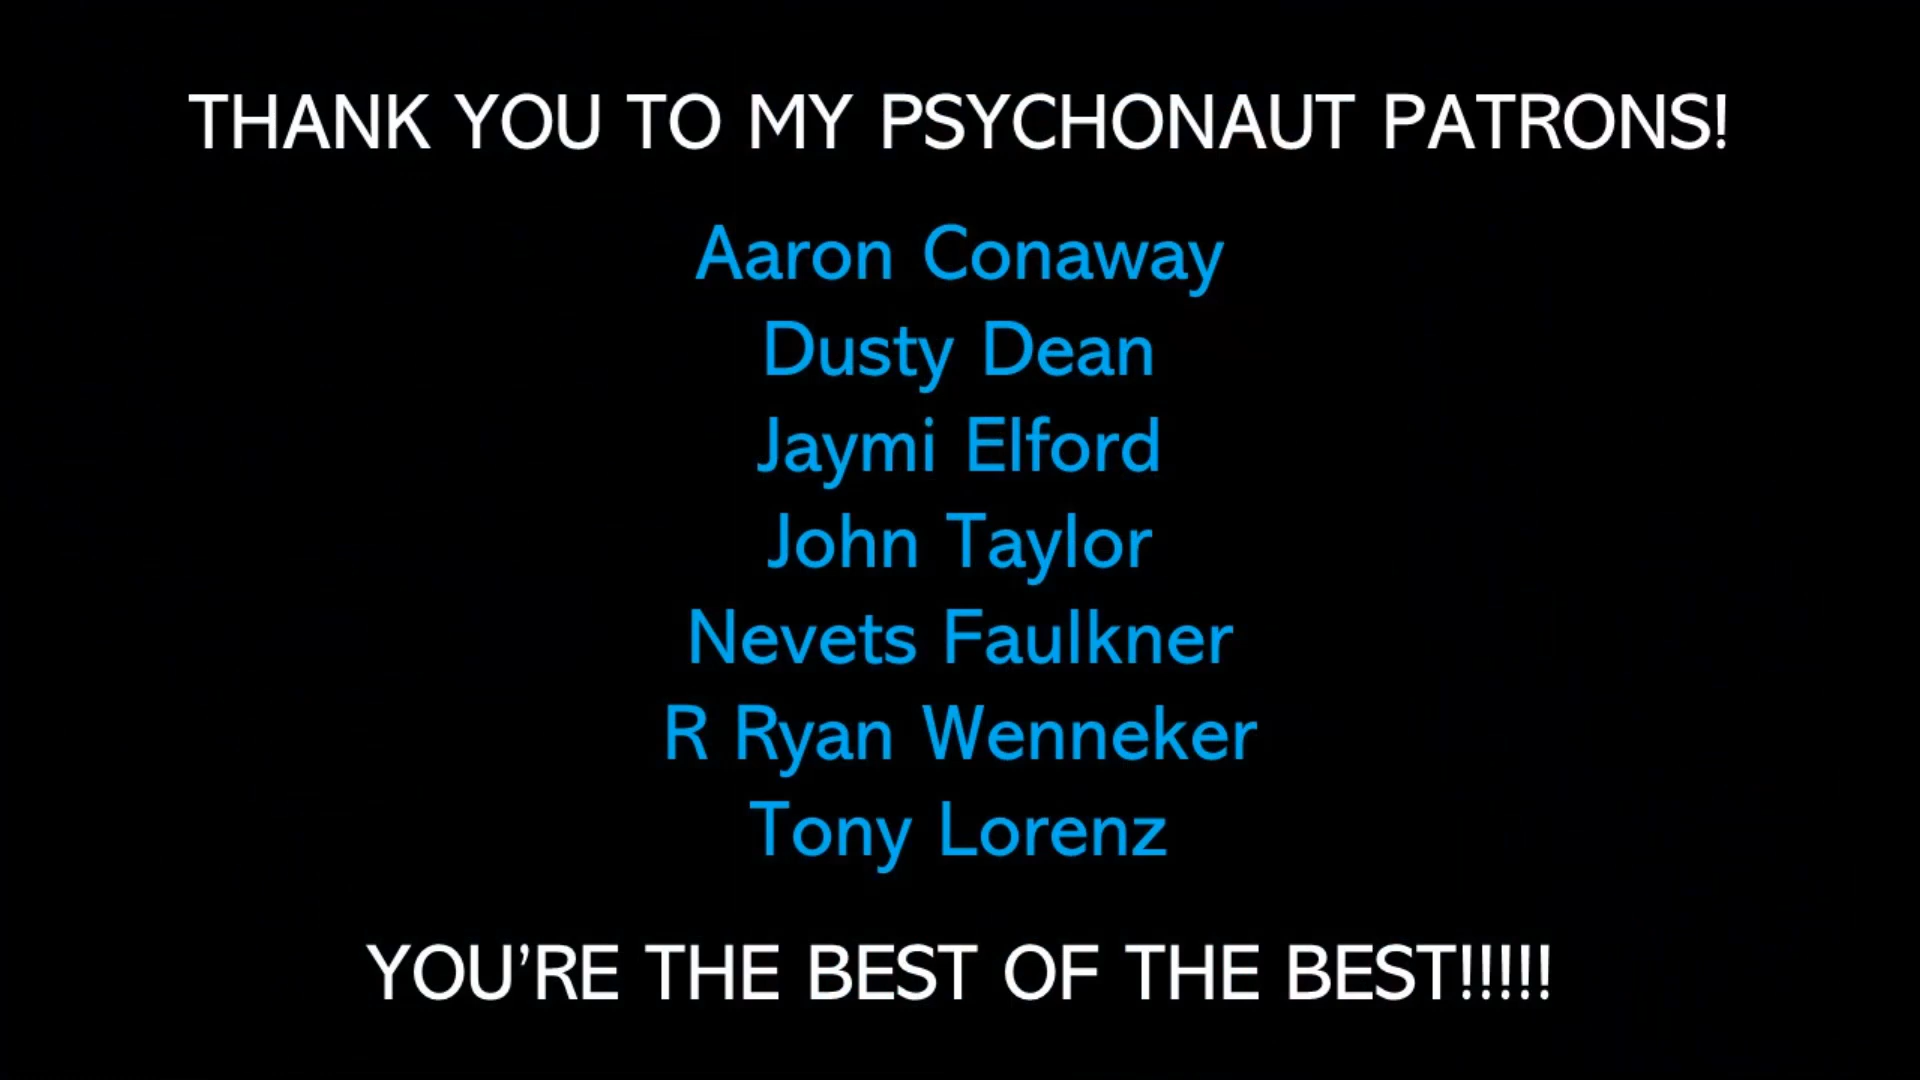 THANK YOU TO MY PSYCHONAUT PATRONS!
Aaron Conaway
Dusty Dean
Jaymi Elford
John Taylor
Nevets Faulkner
R Ryan Wenneker
Tony Lorenz
YOU’RE THE BEST OF THE BEST!!!!!